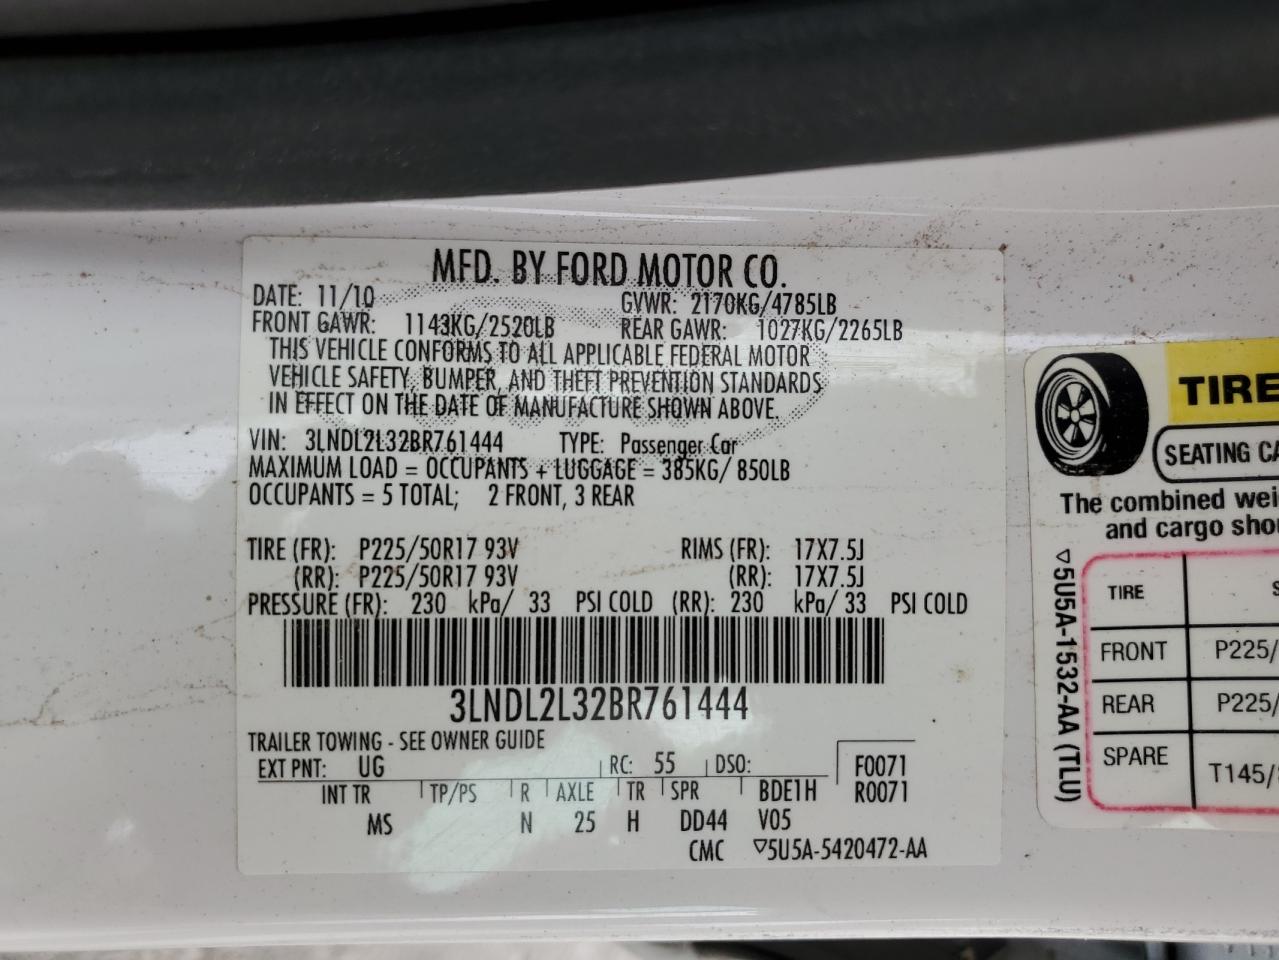 MFD. BY FORD MOTOR CO.
DATE: 11/10 GVWR: 2170KG/4785LB
FRONT GAWR: 1143KG/2520LB REAR GAWR: 1027KG/2265LB
THIS VEHICLE CONFORMS TO ALL APPLICABLE FEDERAL MOTOR
VEHICLE SAFETY, BUMPER, AND THEFT PREVENTION STANDARDS
IN EFFECT ON THE DATE OF MANUFACTURE SHOWN ABOVE.
VIN: 3LNDL2L32BR761444 TYPE: Passenger Car
MAXIMUM LOAD = OCCUPANTS + LUGGAGE = 385KG/ 850LB
OCCUPANTS = 5 TOTAL; 2 FRONT, 3 REAR
TIRE (FR): P225/50R17 93V RIMS (FR): 17X7.5J
(RR): P225/50R17 93V (RR): 17X7.5J
PRESSURE (FR): 230 kPa/ 33 PSI COLD (RR): 230 kPa/ 33 PSI COLD
3LNDL2L32BR761444
TRAILER TOWING - SEE OWNER GUIDE
EXT PNT: UG RC: 55 DSO: F0071
INT TR TP/PS R AXLE TR SPR BDE1H R0071
MS N 25 H DD44 V05
CMC ▽5U5A-5420472-AA
TIRE
SEATING CA
The combined wei
and cargo shou
▽5U5A-1532-AA (TLU)
TIRE S
FRONT P225/
REAR P225/
SPARE T145/